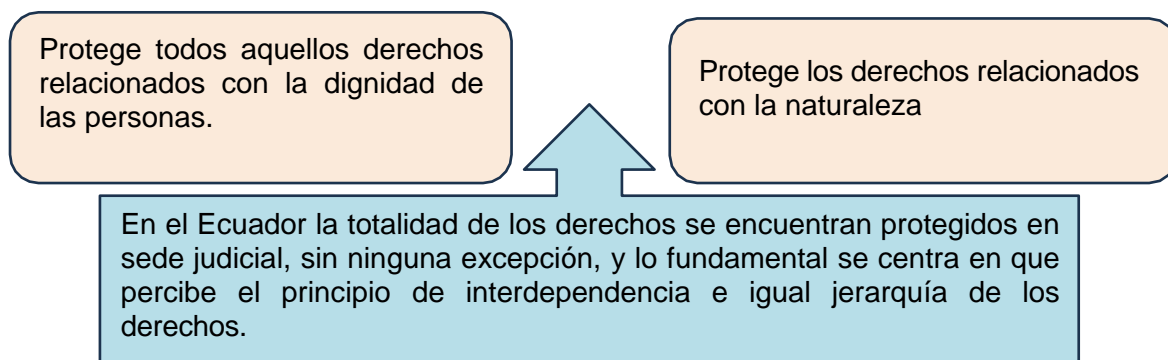 Protege todos aquellos derechos
relacionados con la dignidad de
las personas.
Protege los derechos relacionados
con la naturaleza
En el Ecuador la totalidad de los derechos se encuentran protegidos en
sede judicial, sin ninguna excepción, y lo fundamental se centra en que
percibe el principio de interdependencia e igual jerarquía de los
derechos.